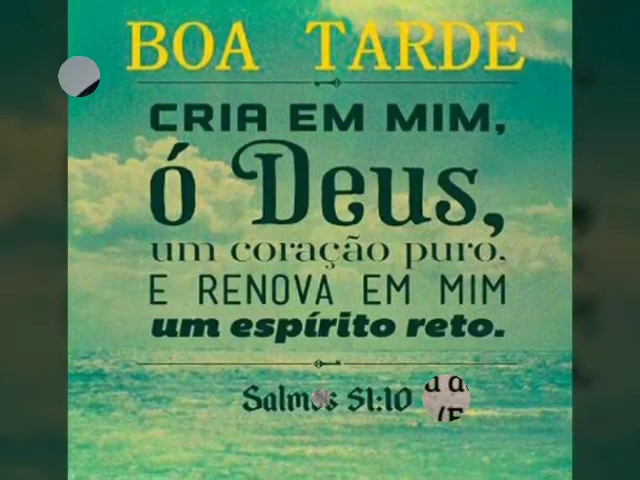 BOA TARDE
CRIA EM MIM,
ó Deus,
um coração puro,
E RENOVA EM MIM
um espírito reto.
Salmos 51:10